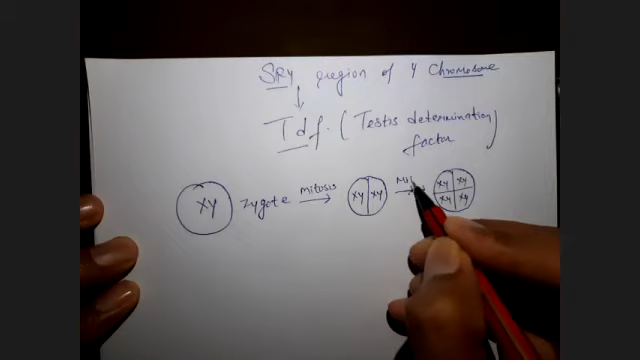 SRY region of Y Chromosome
Tdf. (Testis determination factor)
XY Zygote Mitosis XY XY
XY XY
XY XY